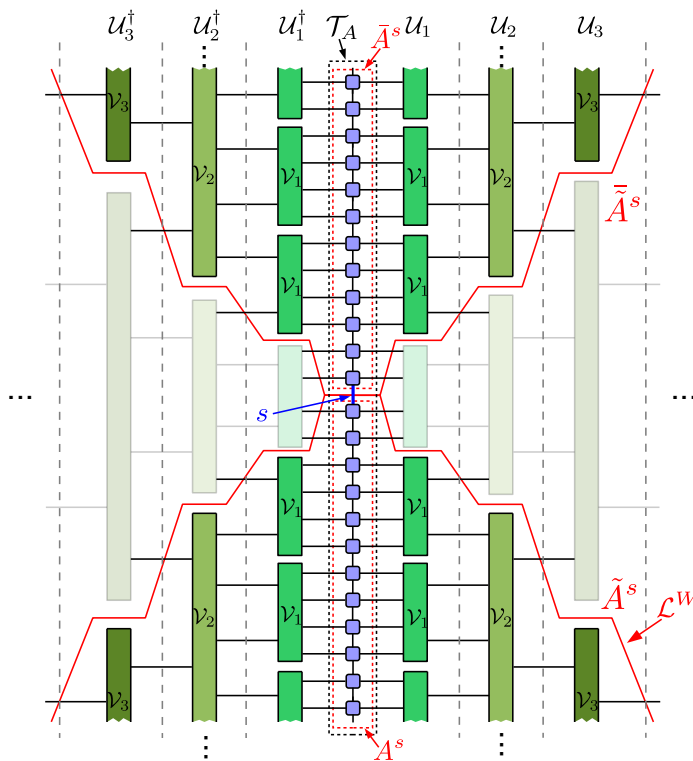 𝒰₃† 𝒰₂† 𝒰₁† 𝒯_A Ā^s 𝒰₁ 𝒰₂ 𝒰₃
⋮ ⋮
𝒱₃ 𝒱₃
𝒱₂ 𝒱₁ 𝒱₁ 𝒱₂
\bar{\tilde{A}}^s
𝒱₁ 𝒱₁
... ...
s
𝒱₁ 𝒱₁
𝒱₂ 𝒱₁ 𝒱₁ 𝒱₂ Ã^s ℒ^W
𝒱₃ 𝒱₃
⋮ A^s ⋮